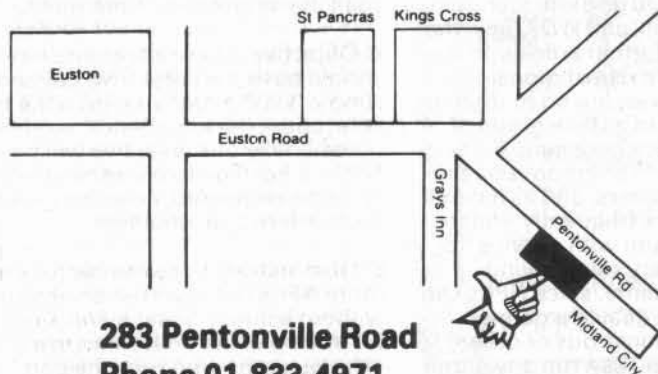 St Pancras Kings Cross
Euston
Euston Road
Grays Inn
Pentonville Rd
Midland City
283 Pentonville Road
Phone 01 833 4971